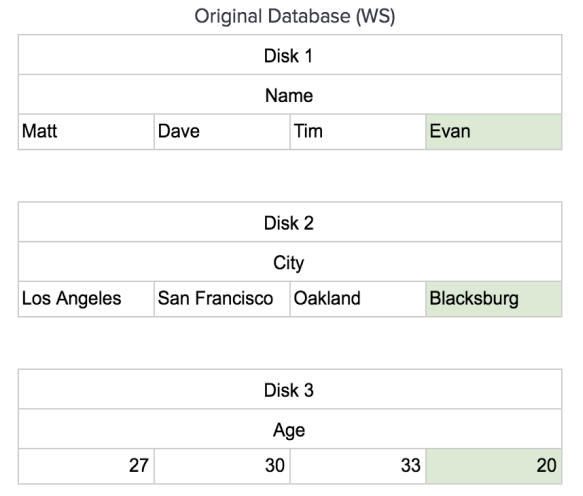 Original Database (WS)
Disk 1
Name
Matt Dave Tim Evan
Disk 2
City
Los Angeles San Francisco Oakland Blacksburg
Disk 3
Age
27 30 33 20